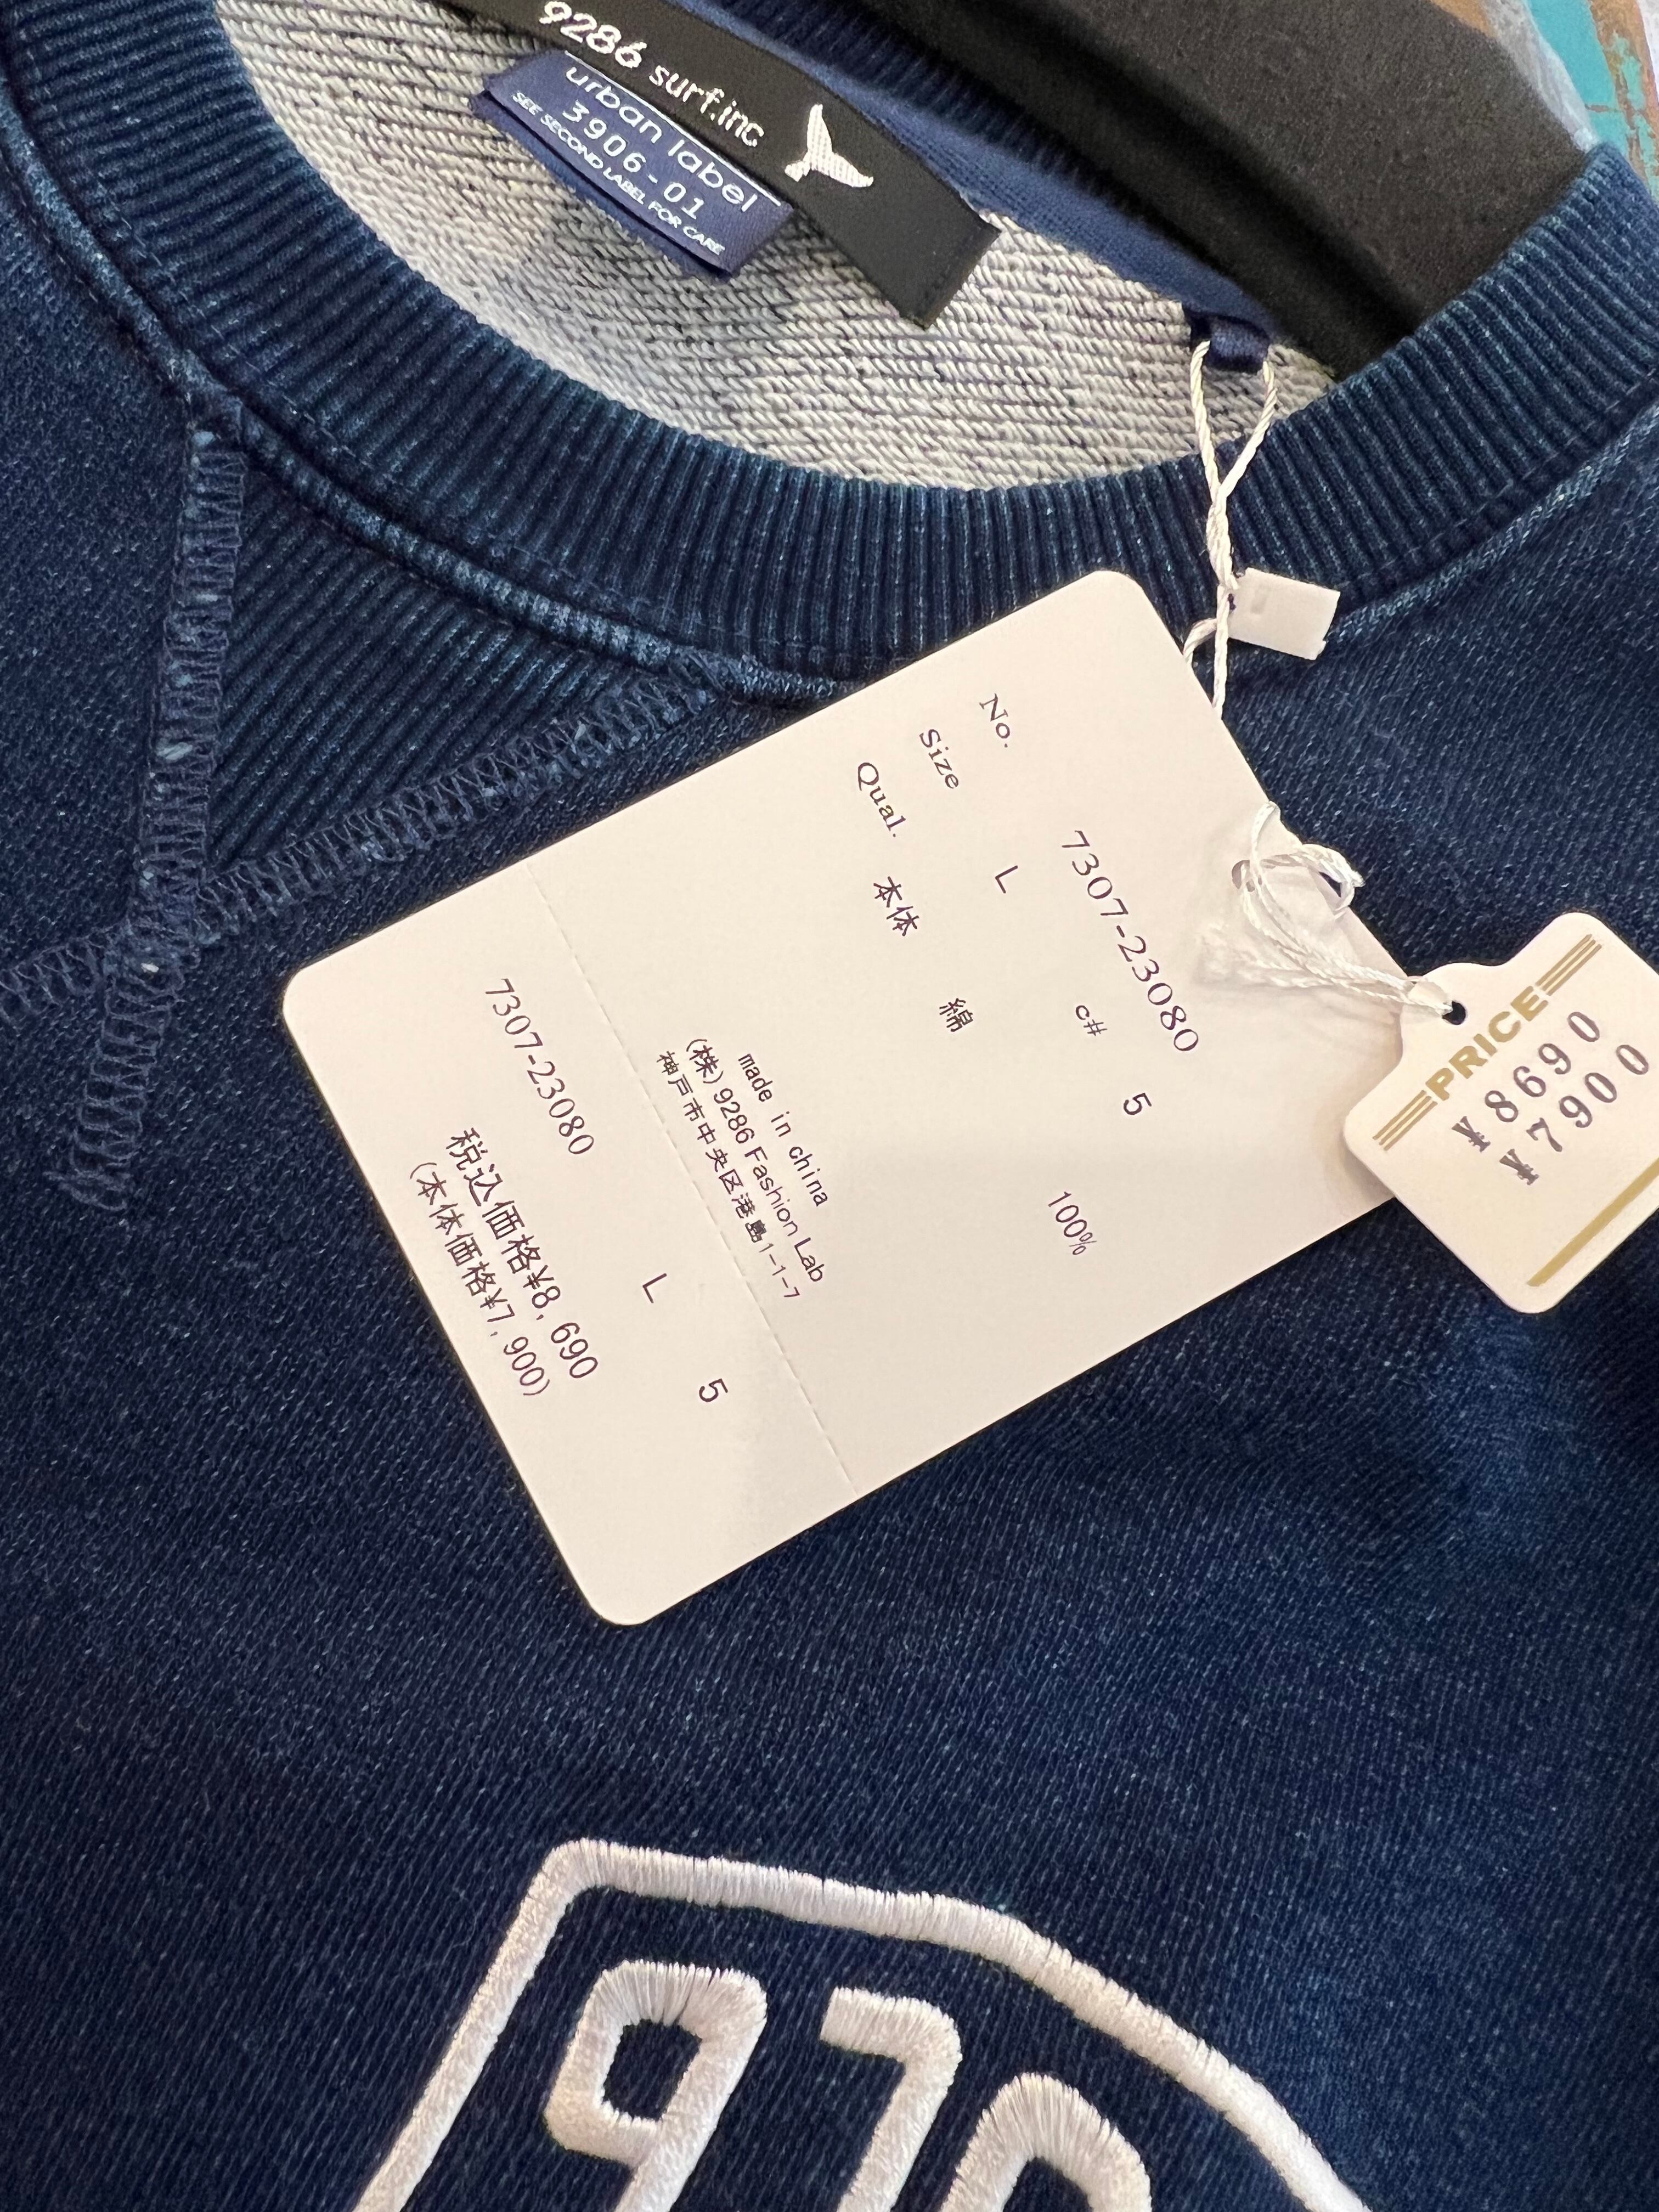 9286 surf.inc
urban label
3906-01
SEE SECOND LABEL FOR CARE
No. 7307-23080
Size L c# 5
Qual. 本体 綿 100%
made in china
(株)9286 Fashion Lab
神戸市中央区港島1-1-7
7307-23080 L 5
税込価格¥8,690
(本体価格¥7,900)
PRICE
¥8690
¥7900
970